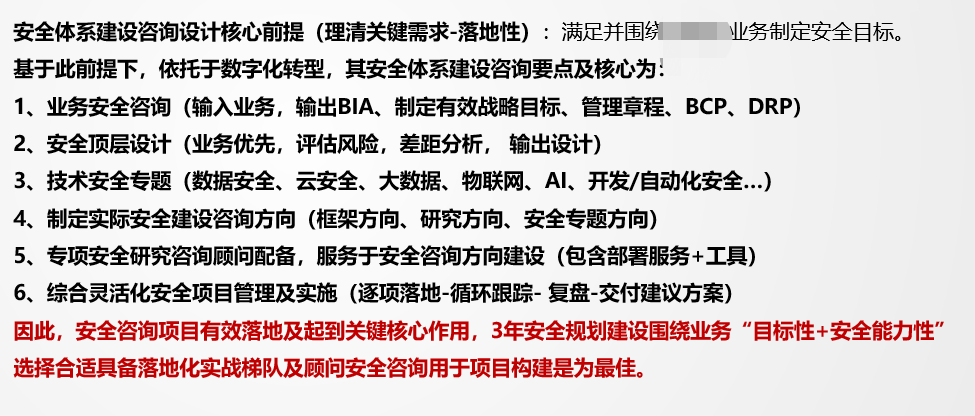 安全体系建设咨询设计核心前提（理清关键需求-落地性）：满足并围绕业务制定安全目标。
基于此前提下，依托于数字化转型，其安全体系建设咨询要点及核心为：
1、业务安全咨询（输入业务，输出BIA、制定有效战略目标、管理章程、BCP、DRP）
2、安全顶层设计（业务优先，评估风险，差距分析， 输出设计）
3、技术安全专题（数据安全、云安全、大数据、物联网、AI、开发/自动化安全...）
4、制定实际安全建设咨询方向（框架方向、研究方向、安全专题方向）
5、专项安全研究咨询顾问配备，服务于安全咨询方向建设（包含部署服务+工具）
6、综合灵活化安全项目管理及实施（逐项落地-循环跟踪- 复盘-交付建议方案）
因此，安全咨询项目有效落地及起到关键核心作用，3年安全规划建设围绕业务“目标性+安全能力性”
选择合适具备落地化实战梯队及顾问安全咨询用于项目构建是为最佳。